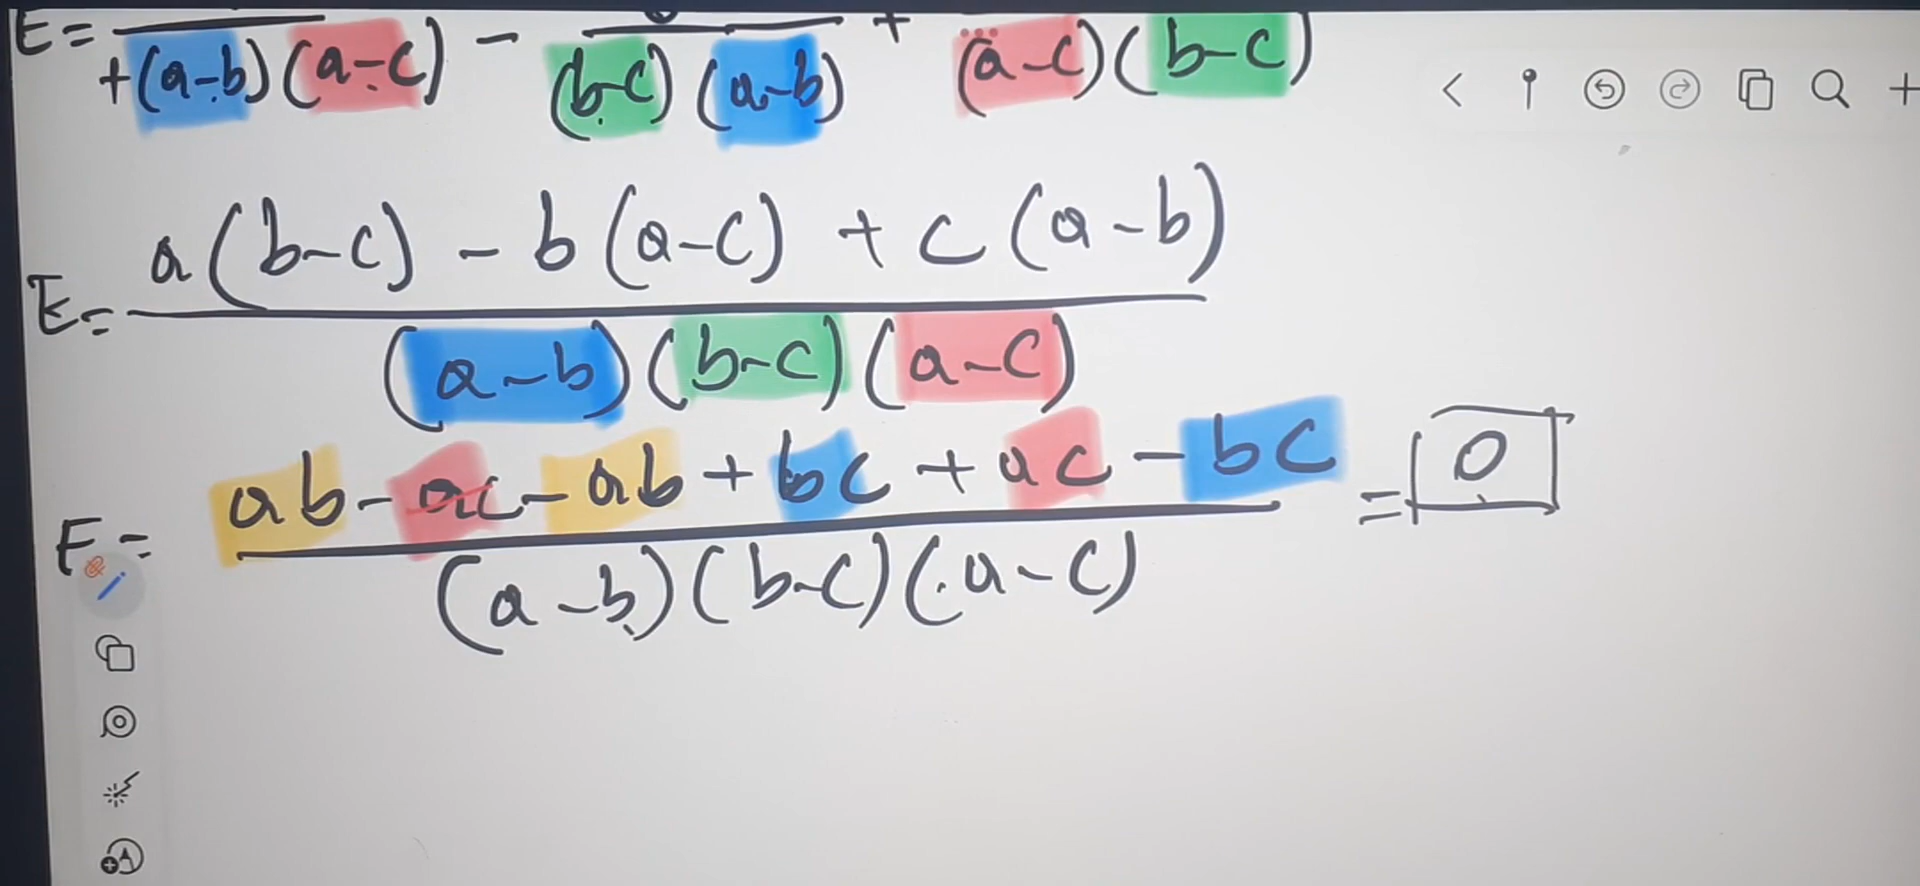 E= — +
+(a-b)(a-c) (b-c)(a-b) (a-c)(b-c)
a(b-c) - b(a-c) + c(a-b)
E=
(a-b)(b-c)(a-c)
ab-ac-ab+bc+ac-bc
E= = 0
(a-b)(b-c)(a-c)